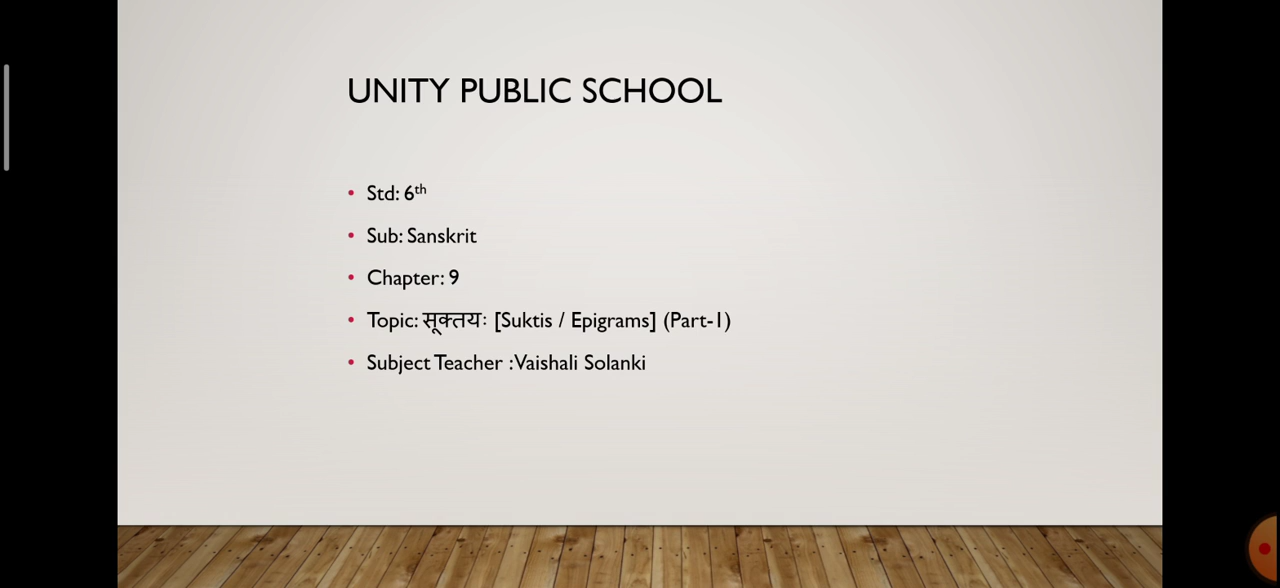 UNITY PUBLIC SCHOOL
Std: 6th
Sub: Sanskrit
Chapter: 9
Topic: सूक्तयः [Suktis / Epigrams] (Part-1)
Subject Teacher :Vaishali Solanki